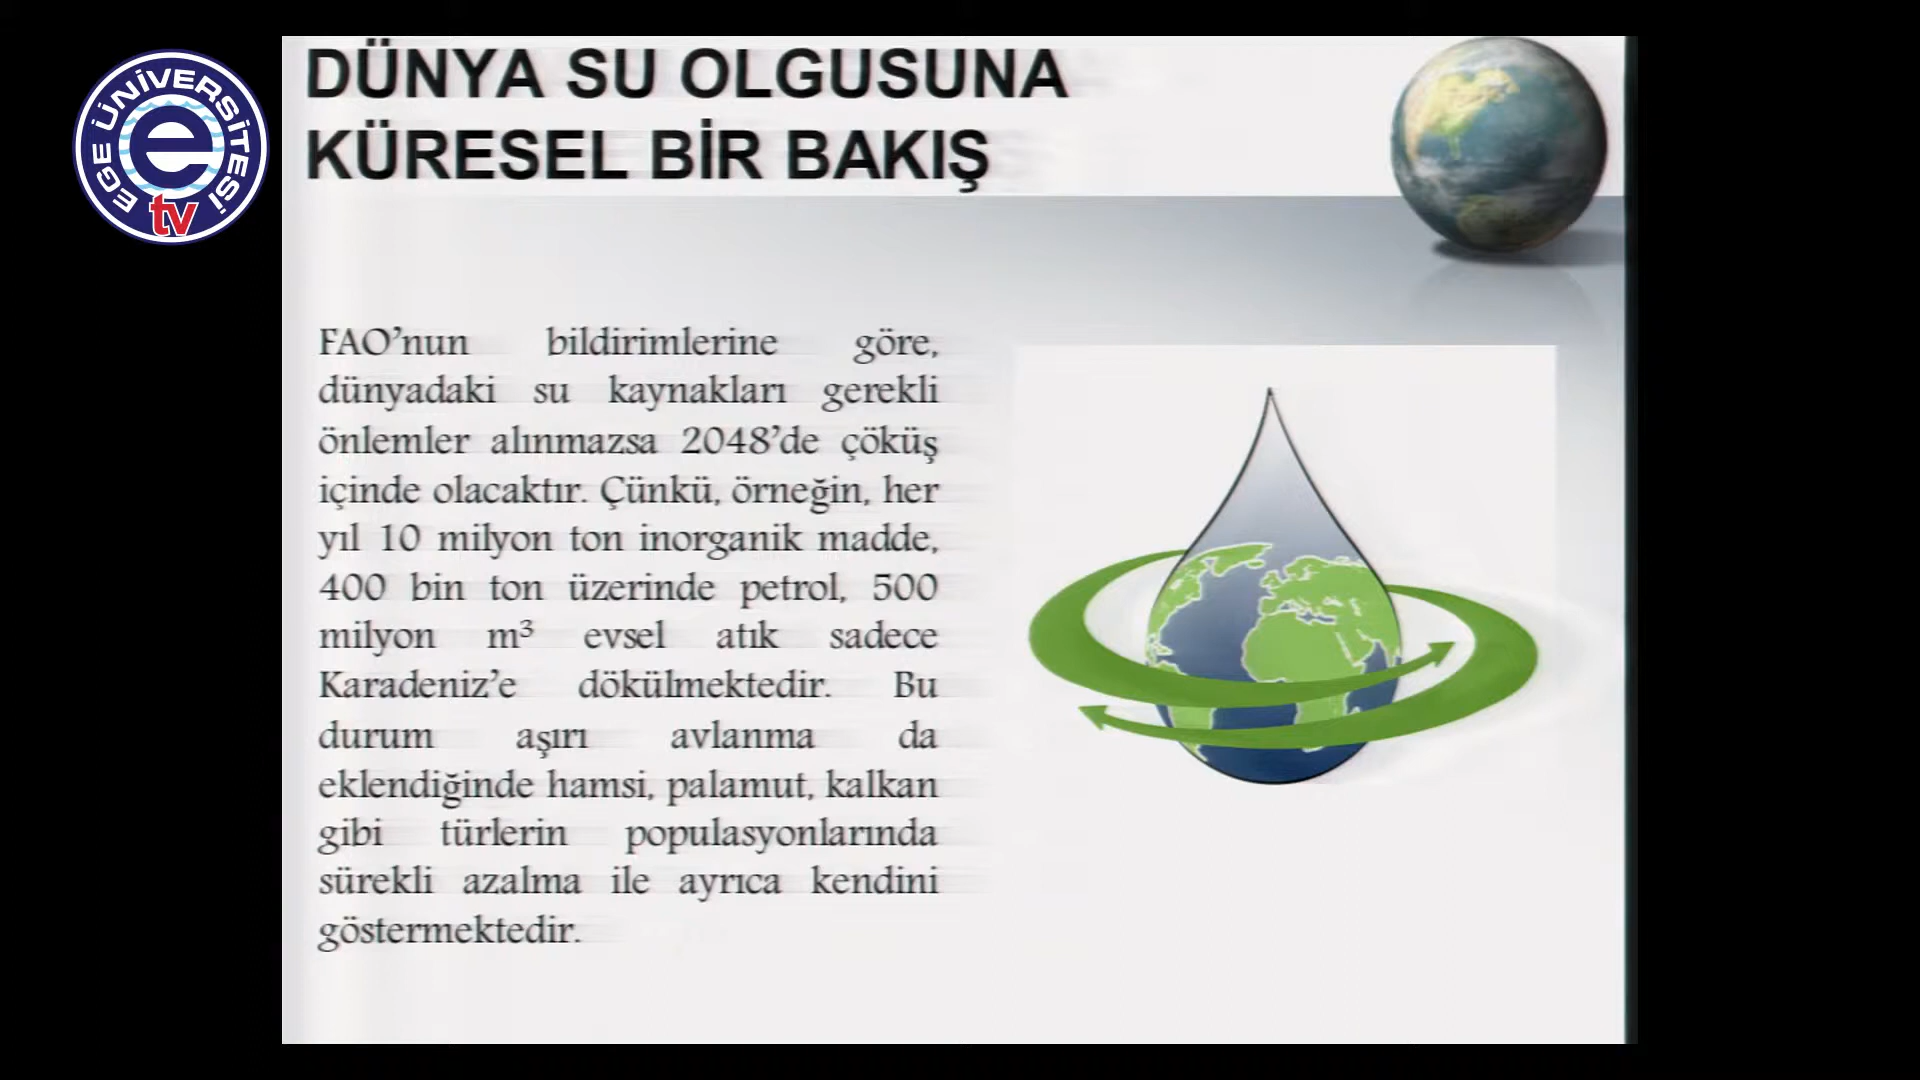 EGE ÜNİVERSİTESİ
e
tv
DÜNYA SU OLGUSUNA
KÜRESEL BİR BAKIŞ
FAO’nun bildirimlerine göre,
dünyadaki su kaynakları gerekli
önlemler alınmazsa 2048’de çöküş
içinde olacaktır. Çünkü, örneğin, her
yıl 10 milyon ton inorganik madde,
400 bin ton üzerinde petrol, 500
milyon m³ evsel atık sadece
Karadeniz’e dökülmektedir. Bu
durum aşırı avlanma da
eklendiğinde hamsi, palamut, kalkan
gibi türlerin populasyonlarında
sürekli azalma ile ayrıca kendini
göstermektedir.